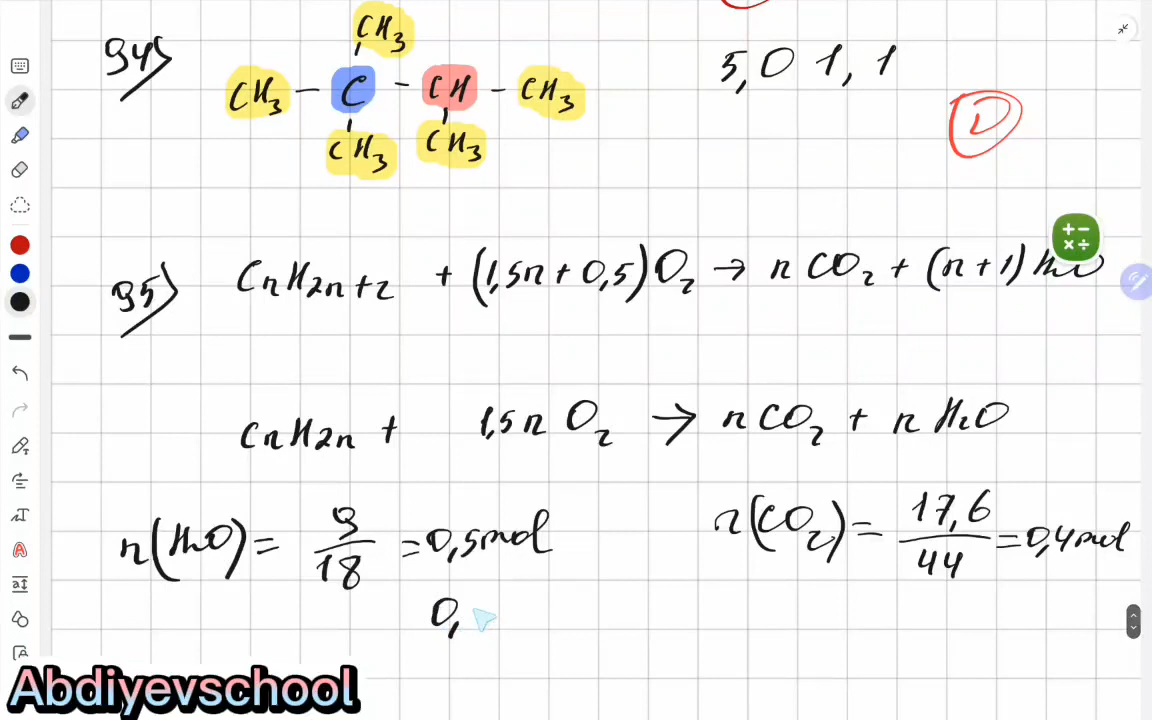 94)
CH3
CH3 - C - CH - CH3
CH3 CH3
5,0 1,1
D
95) CnH2n+2 + (1,5n+0,5)O2 → nCO2 + (n+1)H2O
CnH2n + 1,5n O2 → nCO2 + nH2O
n(H2O) = 9/18 = 0,5mol n(CO2) = 17,6/44 = 0,4mol
0,
Abdiyevschool